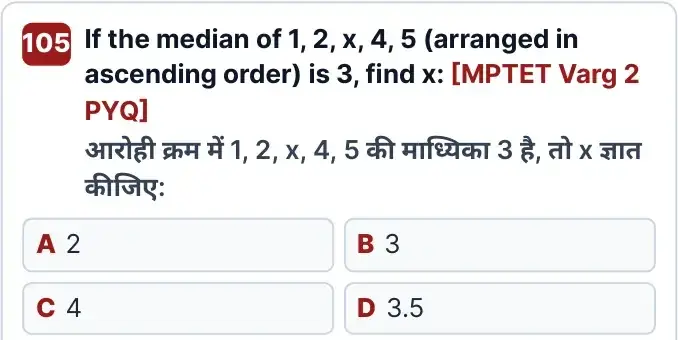 105 If the median of 1, 2, x, 4, 5 (arranged in
ascending order) is 3, find x: [MPTET Varg 2
PYQ]
आरोही क्रम में 1, 2, x, 4, 5 की माध्यिका 3 है, तो x ज्ञात
कीजिए:
A 2
B 3
C 4
D 3.5